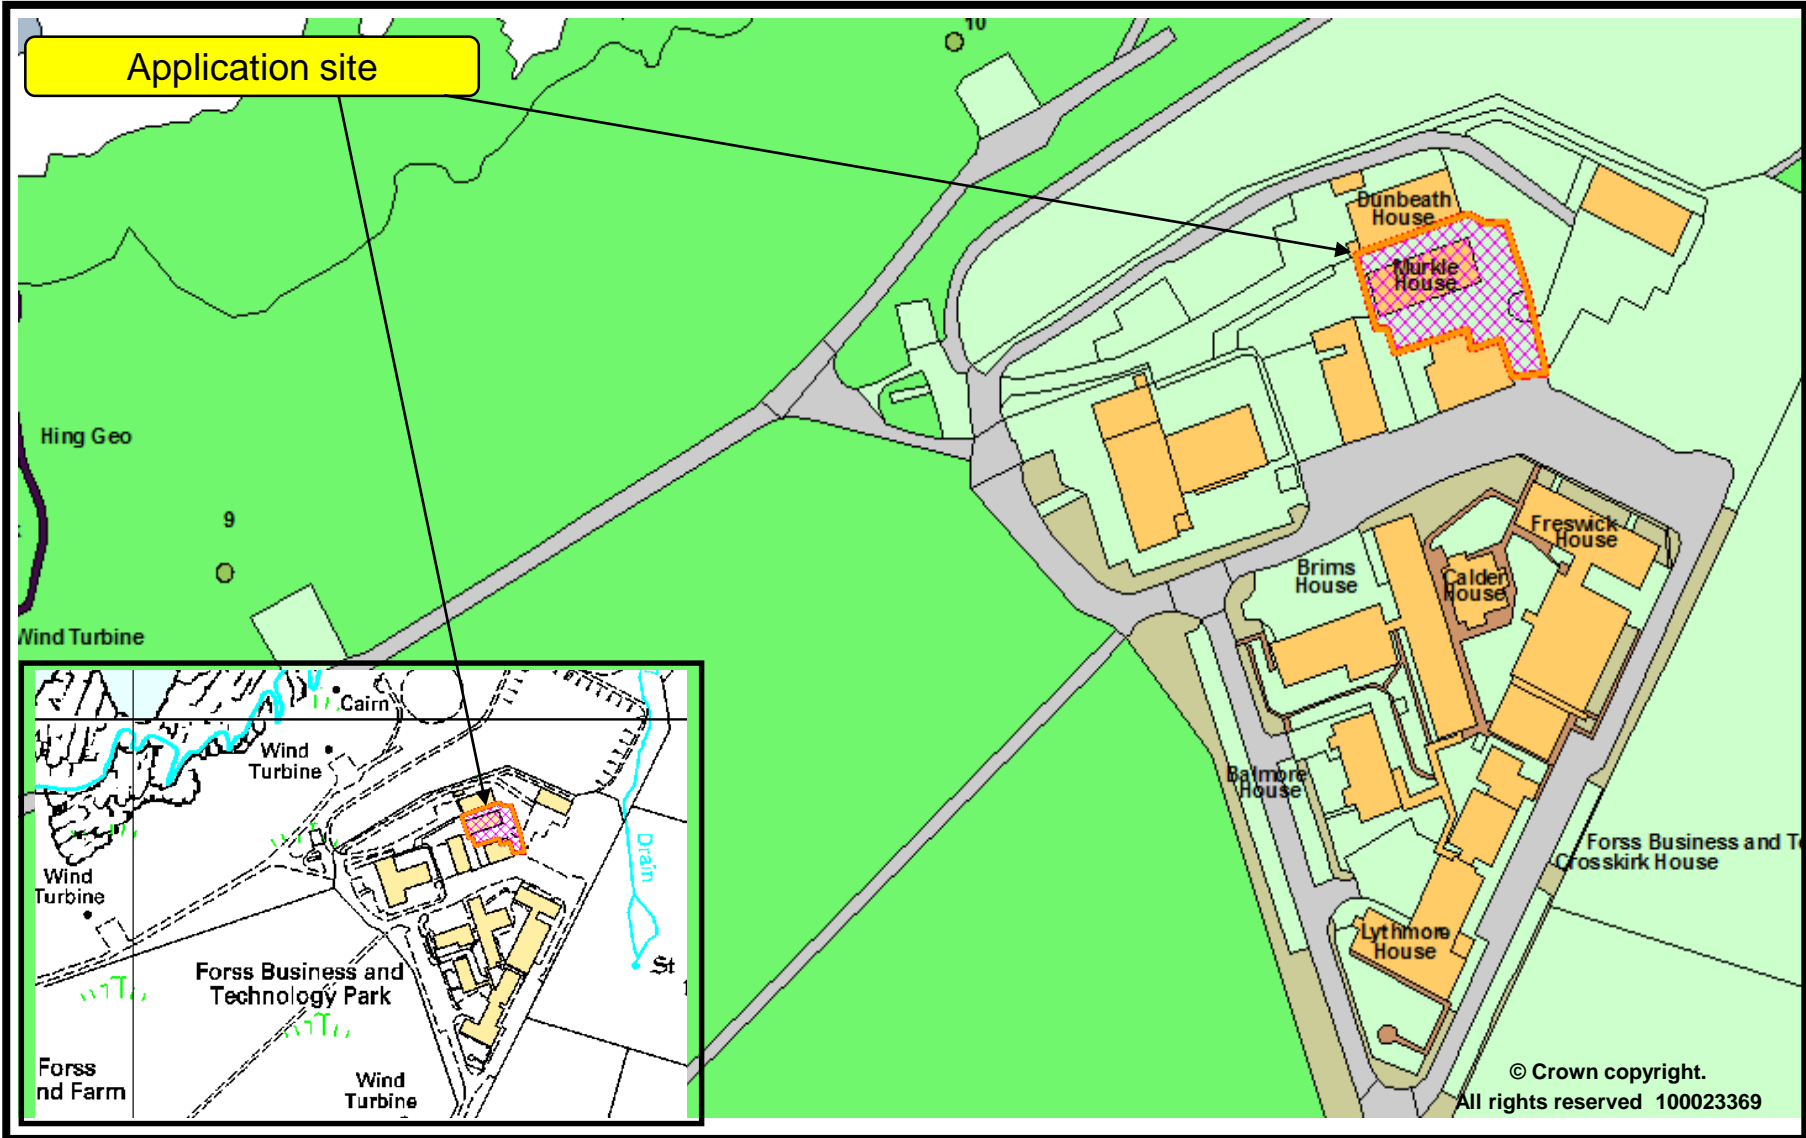 Application site
10
Dunbeath
House
Murkle
House
Hing Geo
9
Wind Turbine
Freswick
House
Brims
House
Calder
House
Balmore
House
Forss Business and T
Crosskirk House
Lythmore
House
Cairn
Wind
Turbine
Wind
Turbine
Drain
St
Forss Business and
Technology Park
Forss
nd Farm
Wind
Turbine
© Crown copyright.
All rights reserved 100023369